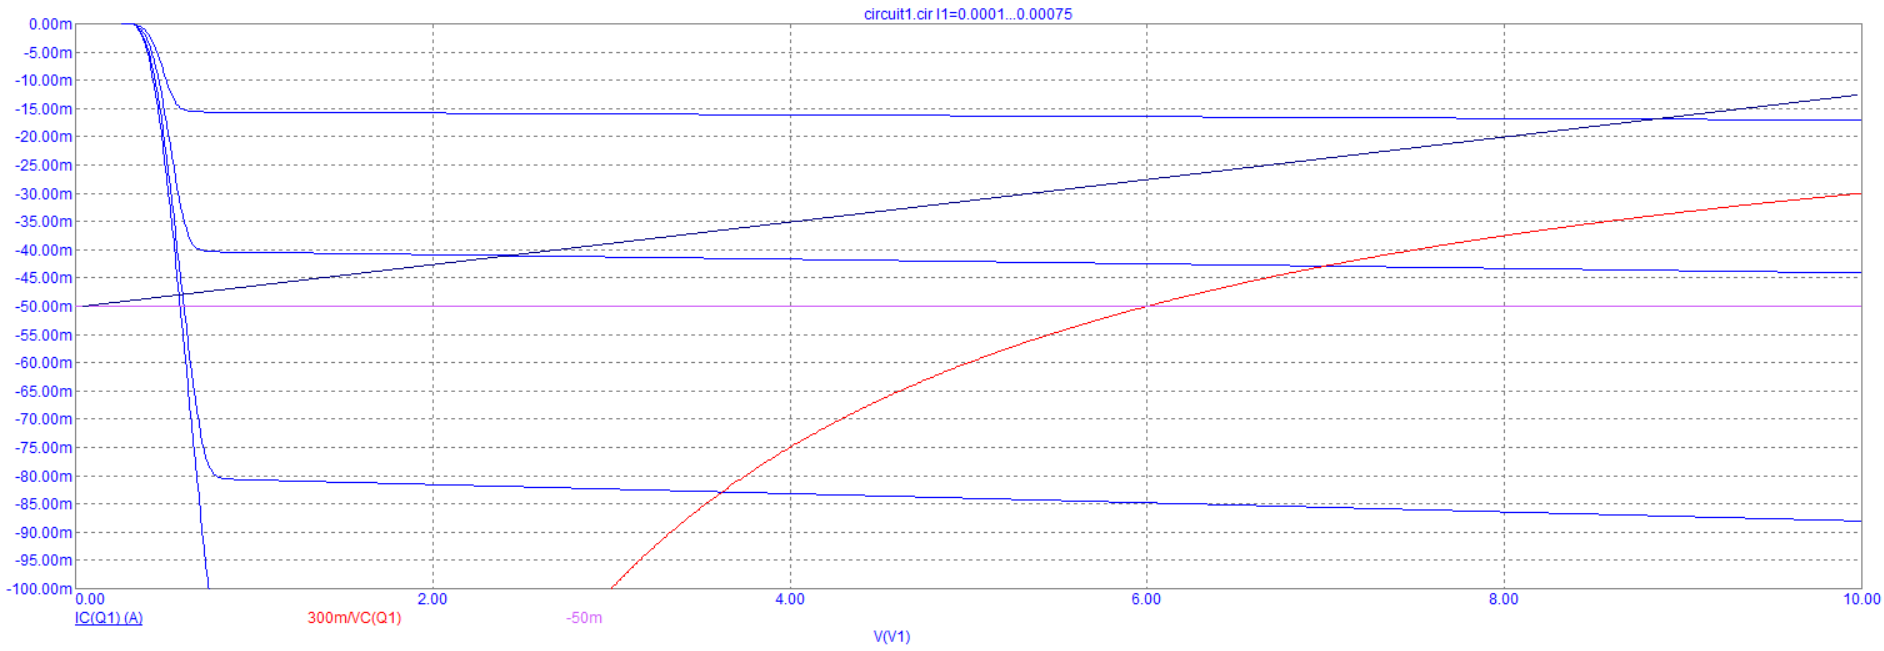 circuit1.cir I1=0.0001...0.00075
0.00m
-5.00m
-10.00m
-15.00m
-20.00m
-25.00m
-30.00m
-35.00m
-40.00m
-45.00m
-50.00m
-55.00m
-60.00m
-65.00m
-70.00m
-75.00m
-80.00m
-85.00m
-90.00m
-95.00m
-100.00m
0.00 2.00 4.00 6.00 8.00 10.00
IC(Q1) (A) 300m/VC(Q1) -50m
V(V1)